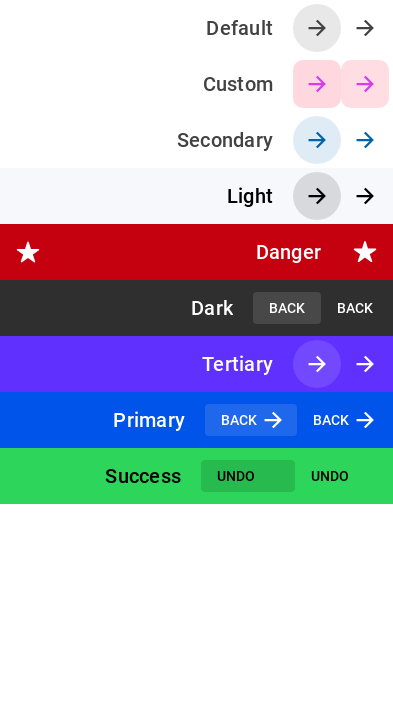 Default
Custom
Secondary
Light
Danger
Dark BACK BACK
Tertiary
Primary BACK BACK
Success UNDO UNDO